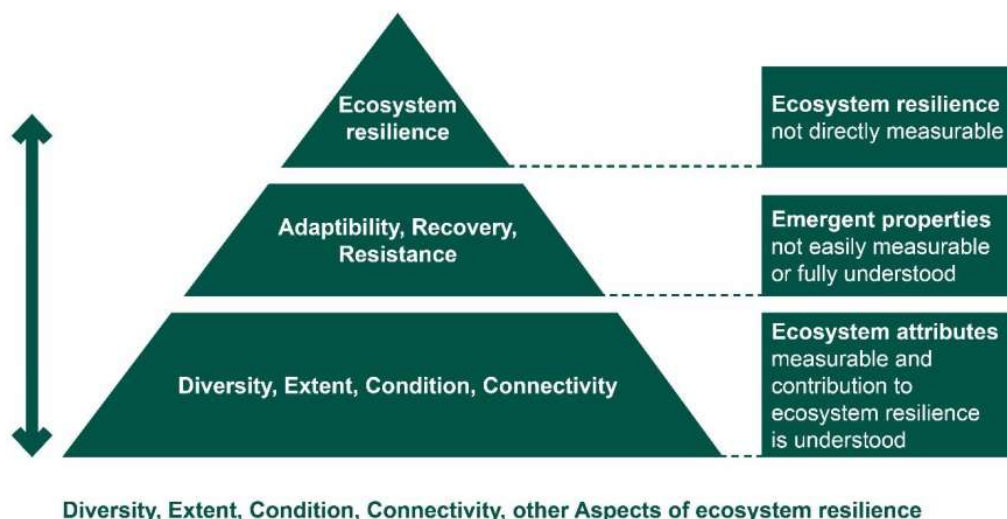 Ecosystem
resilience
Ecosystem resilience
not directly measurable
Adaptibility, Recovery,
Resistance
Emergent properties
not easily measurable
or fully understood
Diversity, Extent, Condition, Connectivity
Ecosystem attributes
measurable and
contribution to
ecosystem resilience
is understood
Diversity, Extent, Condition, Connectivity, other Aspects of ecosystem resilience